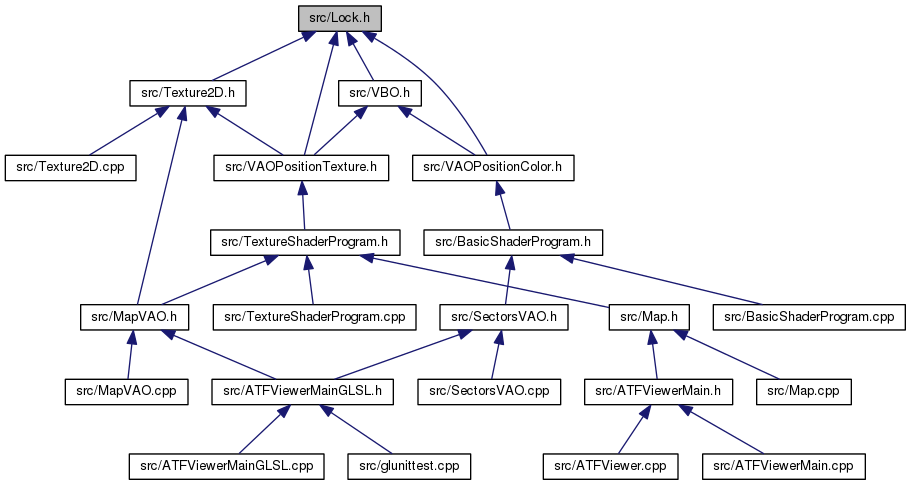 src/Lock.h
src/Texture2D.h
src/VBO.h
src/Texture2D.cpp
src/VAOPositionTexture.h
src/VAOPositionColor.h
src/TextureShaderProgram.h
src/BasicShaderProgram.h
src/MapVAO.h
src/TextureShaderProgram.cpp
src/SectorsVAO.h
src/Map.h
src/BasicShaderProgram.cpp
src/MapVAO.cpp
src/ATFViewerMainGLSL.h
src/SectorsVAO.cpp
src/ATFViewerMain.h
src/Map.cpp
src/ATFViewerMainGLSL.cpp
src/glunittest.cpp
src/ATFViewer.cpp
src/ATFViewerMain.cpp